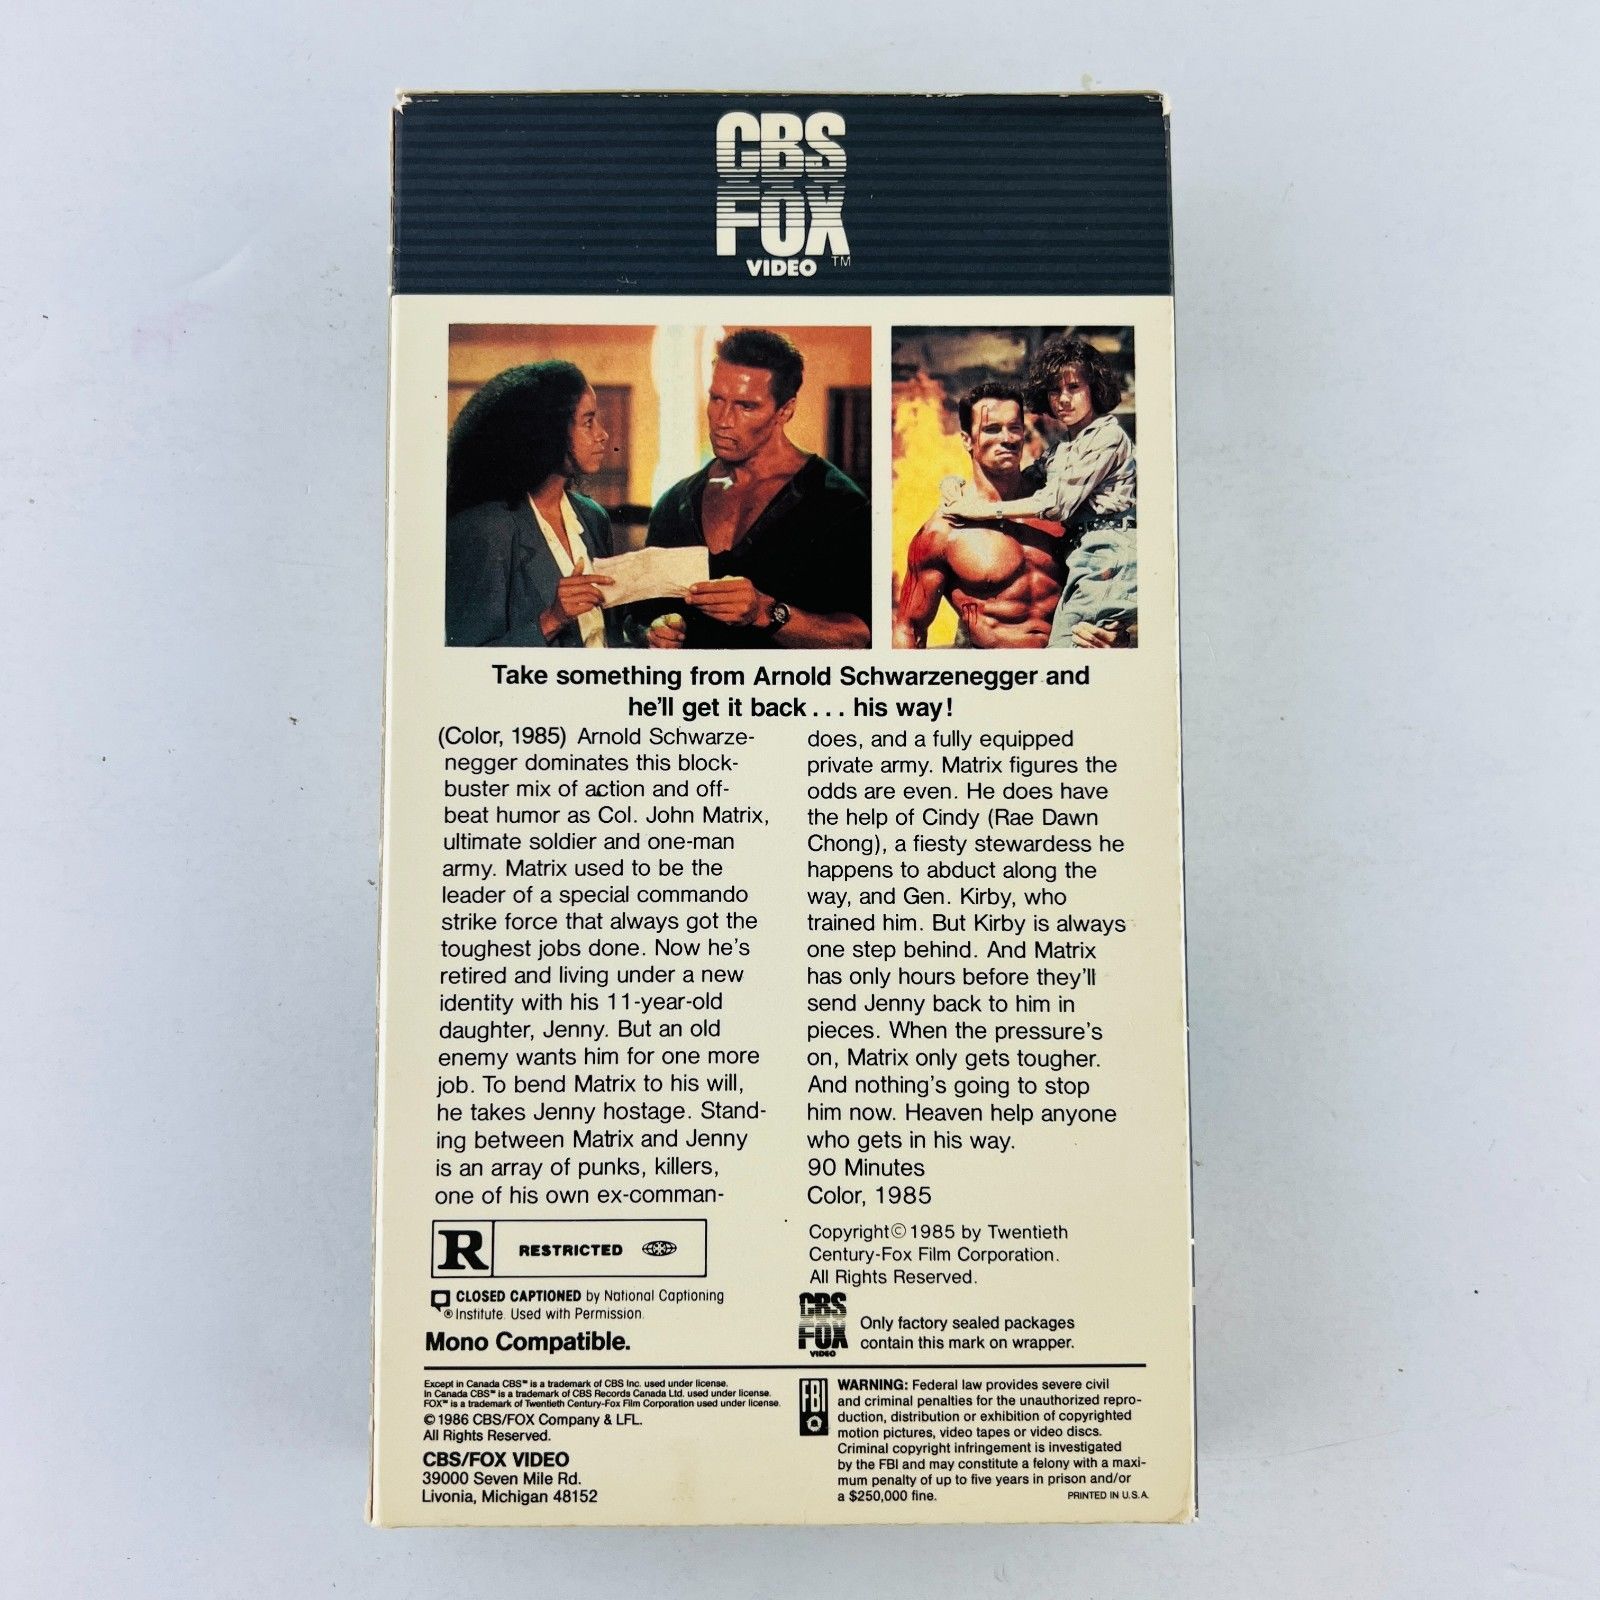 CBS
FOX
VIDEO ™
Take something from Arnold Schwarzenegger and
he'll get it back... his way!
(Color, 1985) Arnold Schwarze-
negger dominates this block-
buster mix of action and off-
beat humor as Col. John Matrix,
ultimate soldier and one-man
army. Matrix used to be the
leader of a special commando
strike force that always got the
toughest jobs done. Now he's
retired and living under a new
identity with his 11-year-old
daughter, Jenny. But an old
enemy wants him for one more
job. To bend Matrix to his will,
he takes Jenny hostage. Stand-
ing between Matrix and Jenny
is an array of punks, killers,
one of his own ex-comman-
does, and a fully equipped
private army. Matrix figures the
odds are even. He does have
the help of Cindy (Rae Dawn
Chong), a fiesty stewardess he
happens to abduct along the
way, and Gen. Kirby, who
trained him. But Kirby is always
one step behind. And Matrix
has only hours before they'll
send Jenny back to him in
pieces. When the pressure's
on, Matrix only gets tougher.
And nothing's going to stop
him now. Heaven help anyone
who gets in his way.
90 Minutes
Color, 1985
R RESTRICTED
CLOSED CAPTIONED by National Captioning
® Institute. Used with Permission.
Mono Compatible.
Copyright © 1985 by Twentieth
Century-Fox Film Corporation.
All Rights Reserved.
CBS
FOX
VIDEO
Only factory sealed packages
contain this mark on wrapper.
Except in Canada CBS™ is a trademark of CBS Inc. used under license.
In Canada CBS™ is a trademark of CBS Records Canada Ltd. used under license.
FOX™ is a trademark of Twentieth Century-Fox Film Corporation used under license.
© 1986 CBS/FOX Company & LFL.
All Rights Reserved.
CBS/FOX VIDEO
39000 Seven Mile Rd.
Livonia, Michigan 48152
FBI
WARNING: Federal law provides severe civil
and criminal penalties for the unauthorized repro-
duction, distribution or exhibition of copyrighted
motion pictures, video tapes or video discs.
Criminal copyright infringement is investigated
by the FBI and may constitute a felony with a maxi-
mum penalty of up to five years in prison and/or
a $250,000 fine.
PRINTED IN U.S.A.